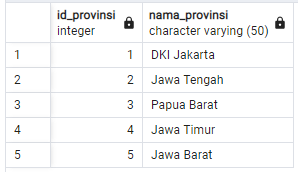 id_provinsi nama_provinsi
integer character varying (50)
1 1 DKI Jakarta
2 2 Jawa Tengah
3 3 Papua Barat
4 4 Jawa Timur
5 5 Jawa Barat